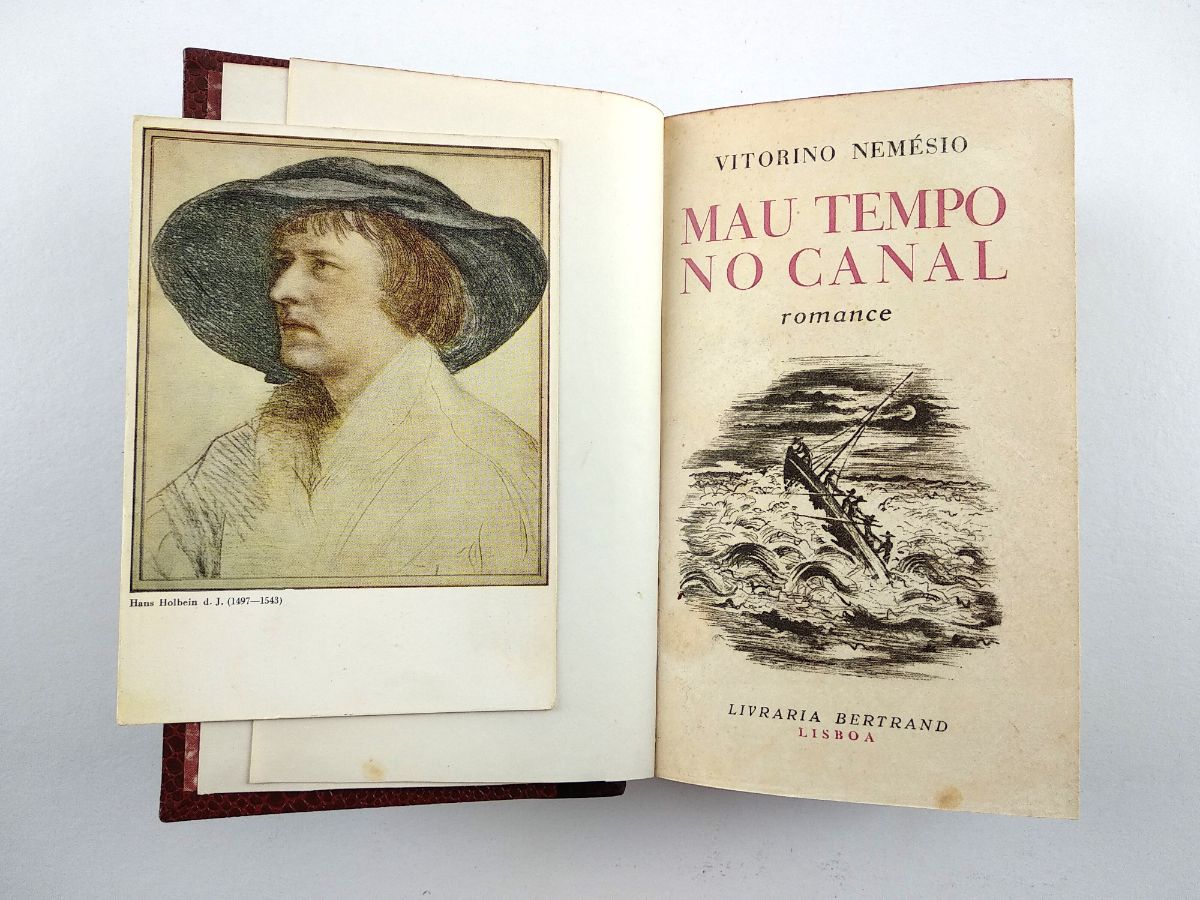 Hans Holbein d. J. (1497—1543)
VITORINO NEMÉSIO
MAU TEMPO
NO CANAL
romance
LIVRARIA BERTRAND
LISBOA